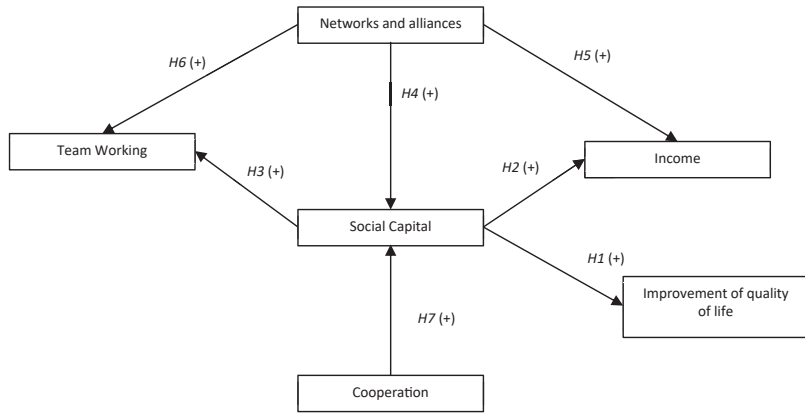 Networks and alliances
H6 (+)
H5 (+)
H4 (+)
Team Working
Income
H3 (+)
H2 (+)
Social Capital
H1 (+)
Improvement of quality
of life
H7 (+)
Cooperation